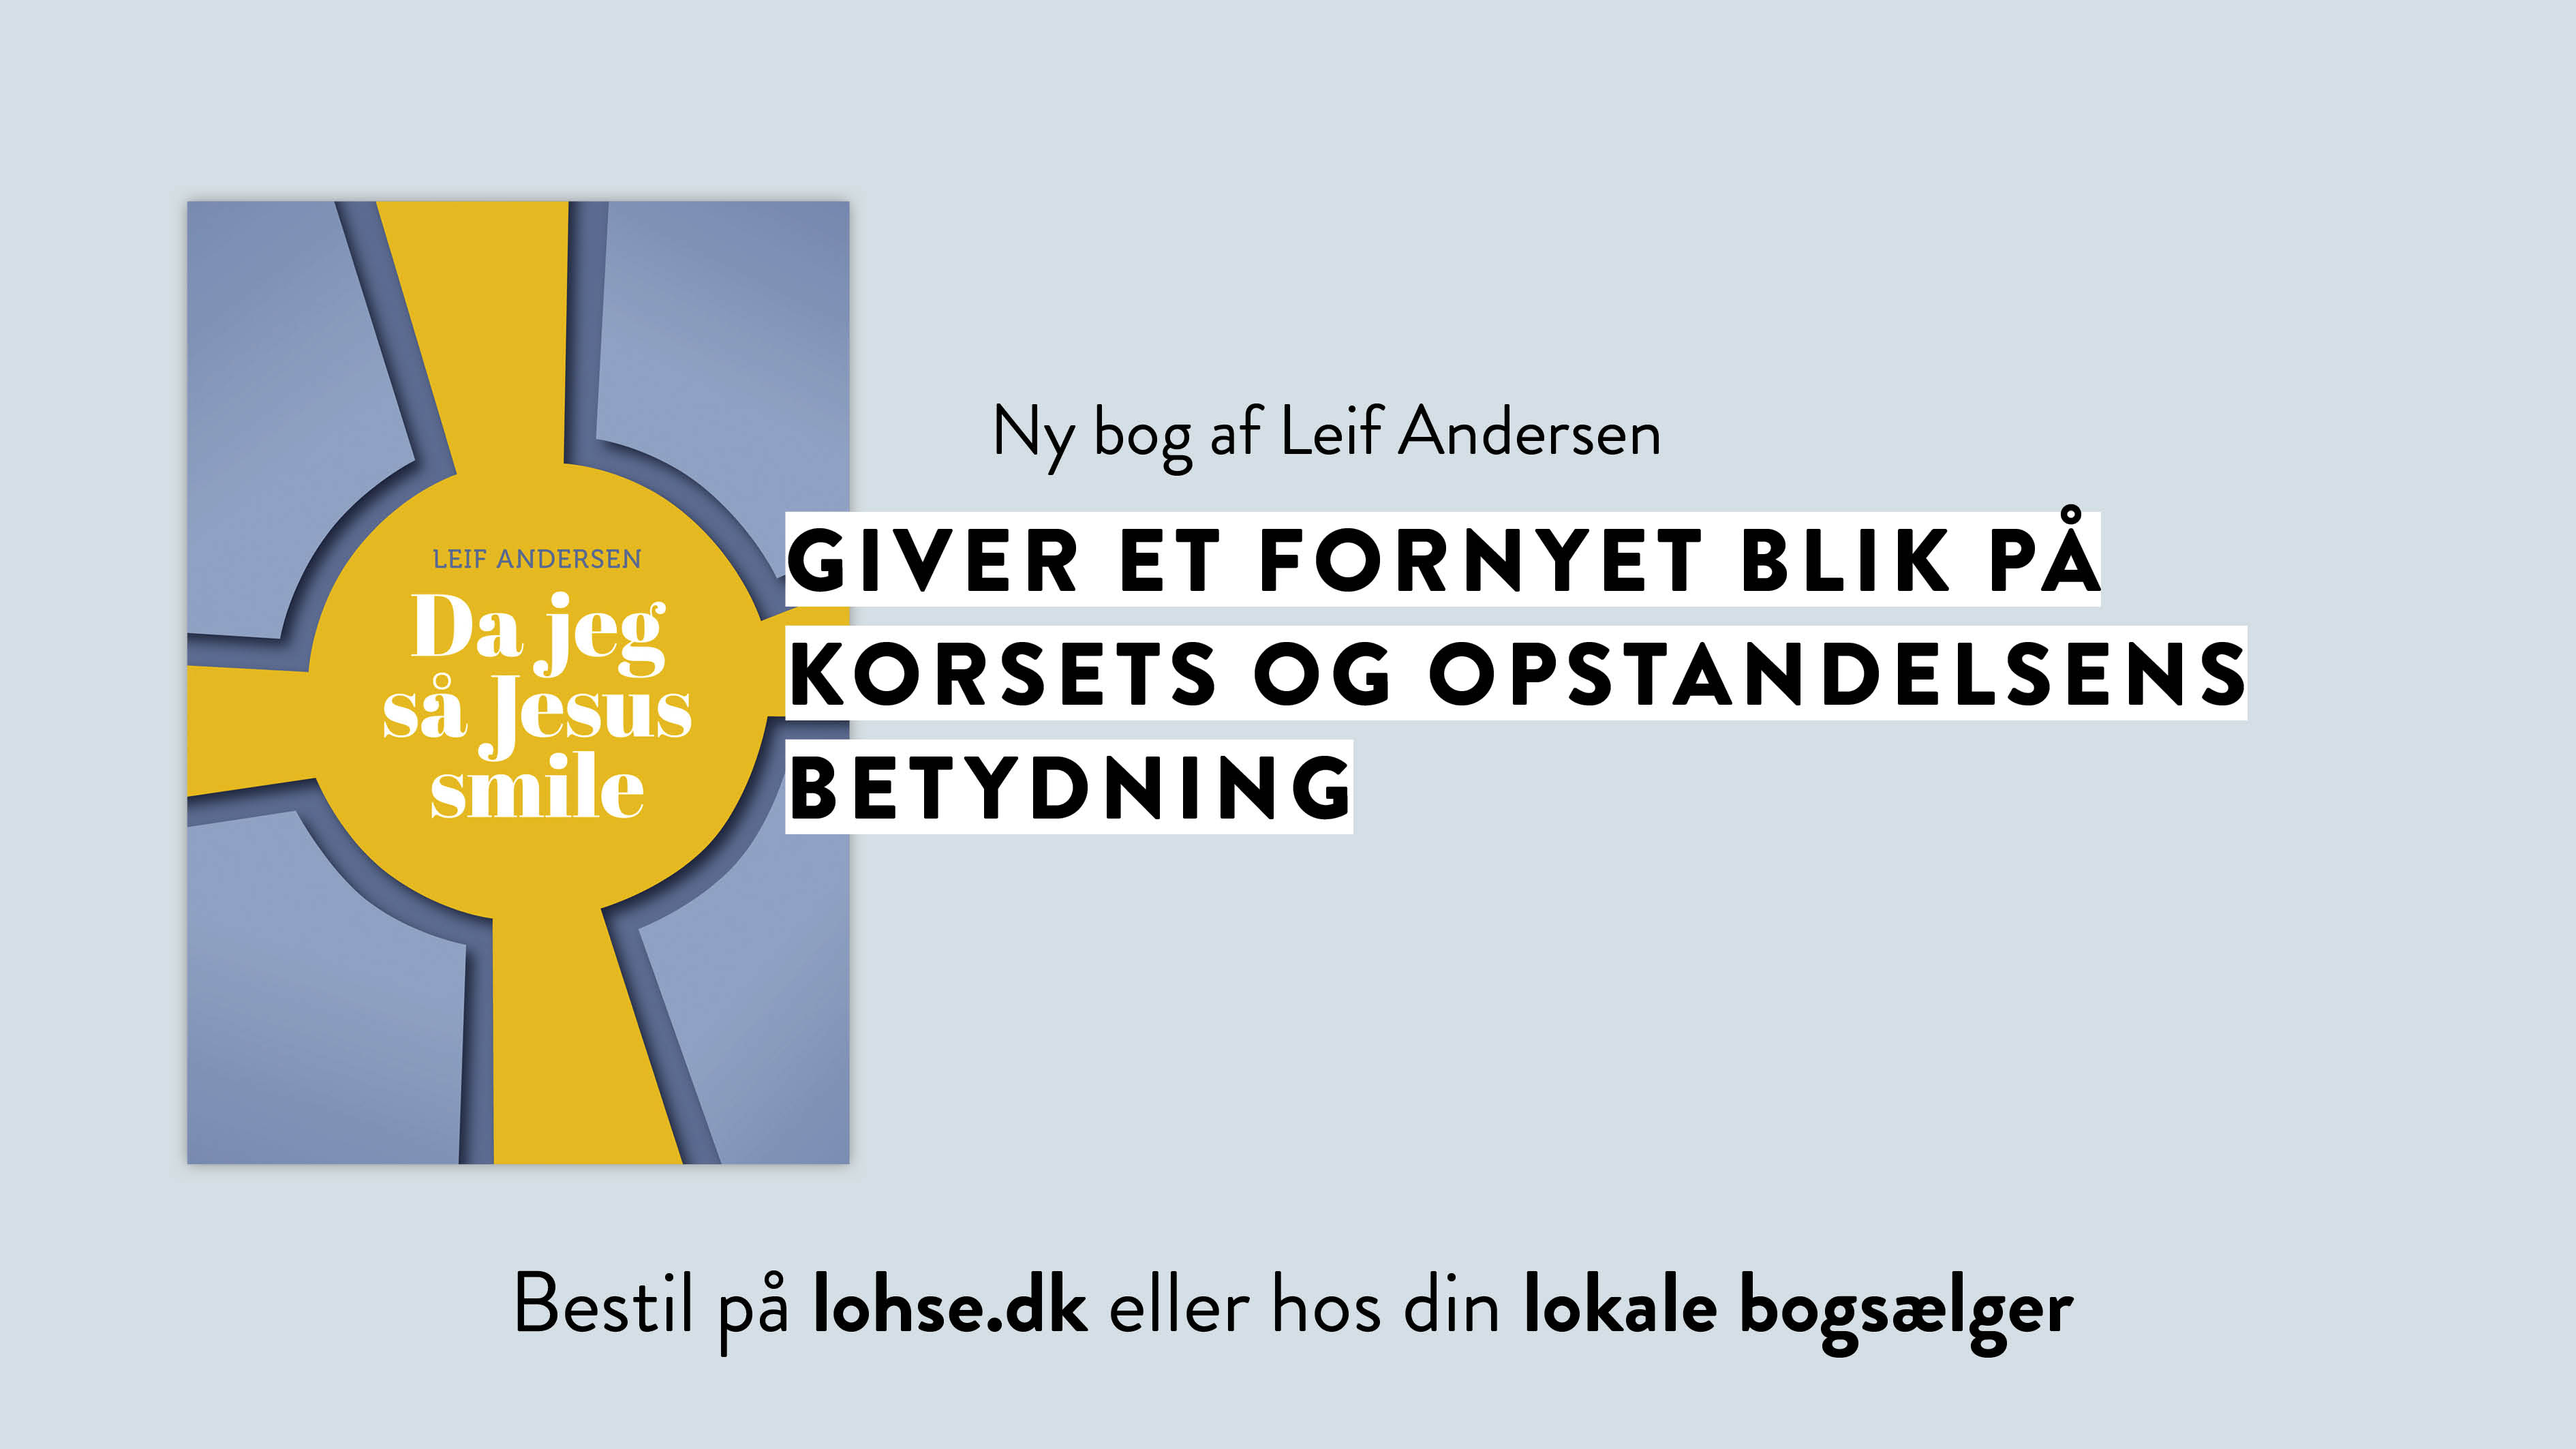 LEIF ANDERSEN
Da jeg
så Jesus
smile
Ny bog af Leif Andersen
GIVER ET FORNYET BLIK PÅ
KORSETS OG OPSTANDELSENS
BETYDNING
Bestil på lohse.dk eller hos din lokale bogsælger